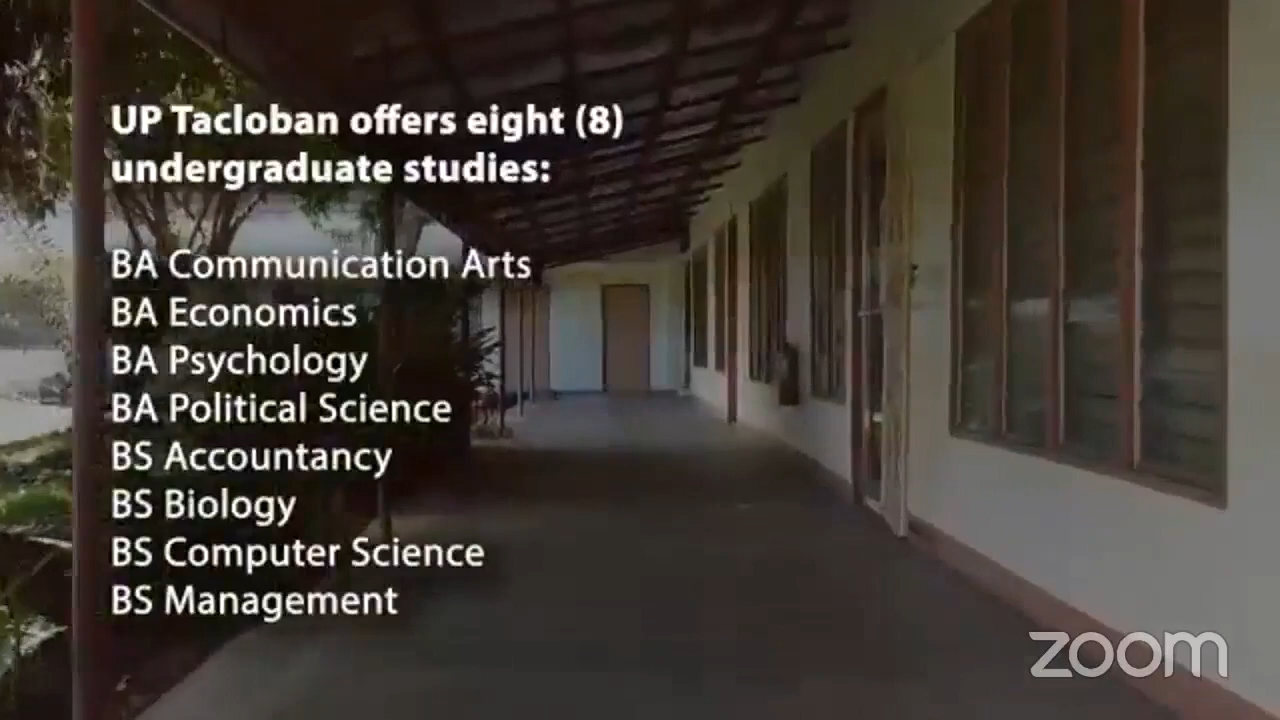 UP Tacloban offers eight (8)
undergraduate studies:
BA Communication Arts
BA Economics
BA Psychology
BA Political Science
BS Accountancy
BS Biology
BS Computer Science
BS Management
zoom